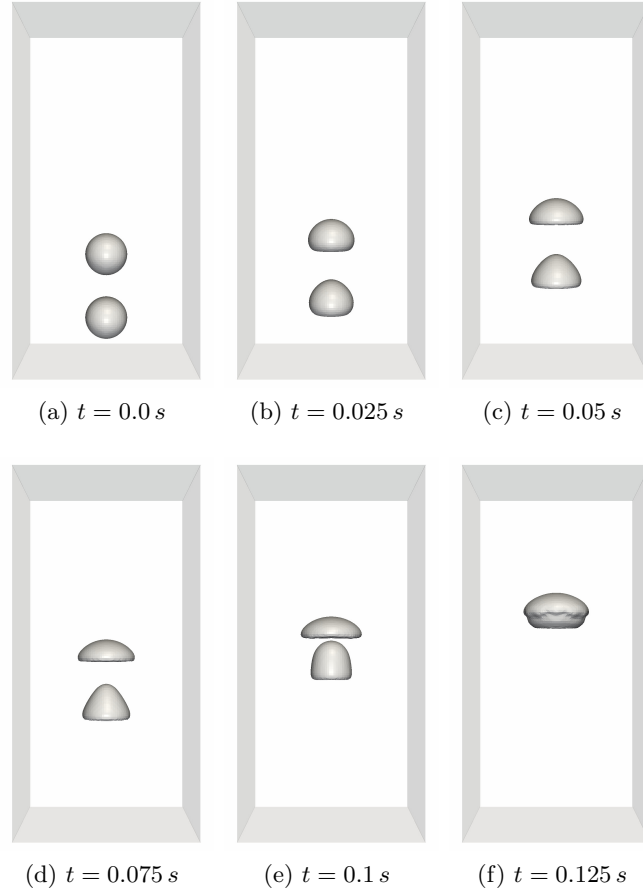 (a) t = 0.0 s
(b) t = 0.025 s
(c) t = 0.05 s
(d) t = 0.075 s
(e) t = 0.1 s
(f) t = 0.125 s